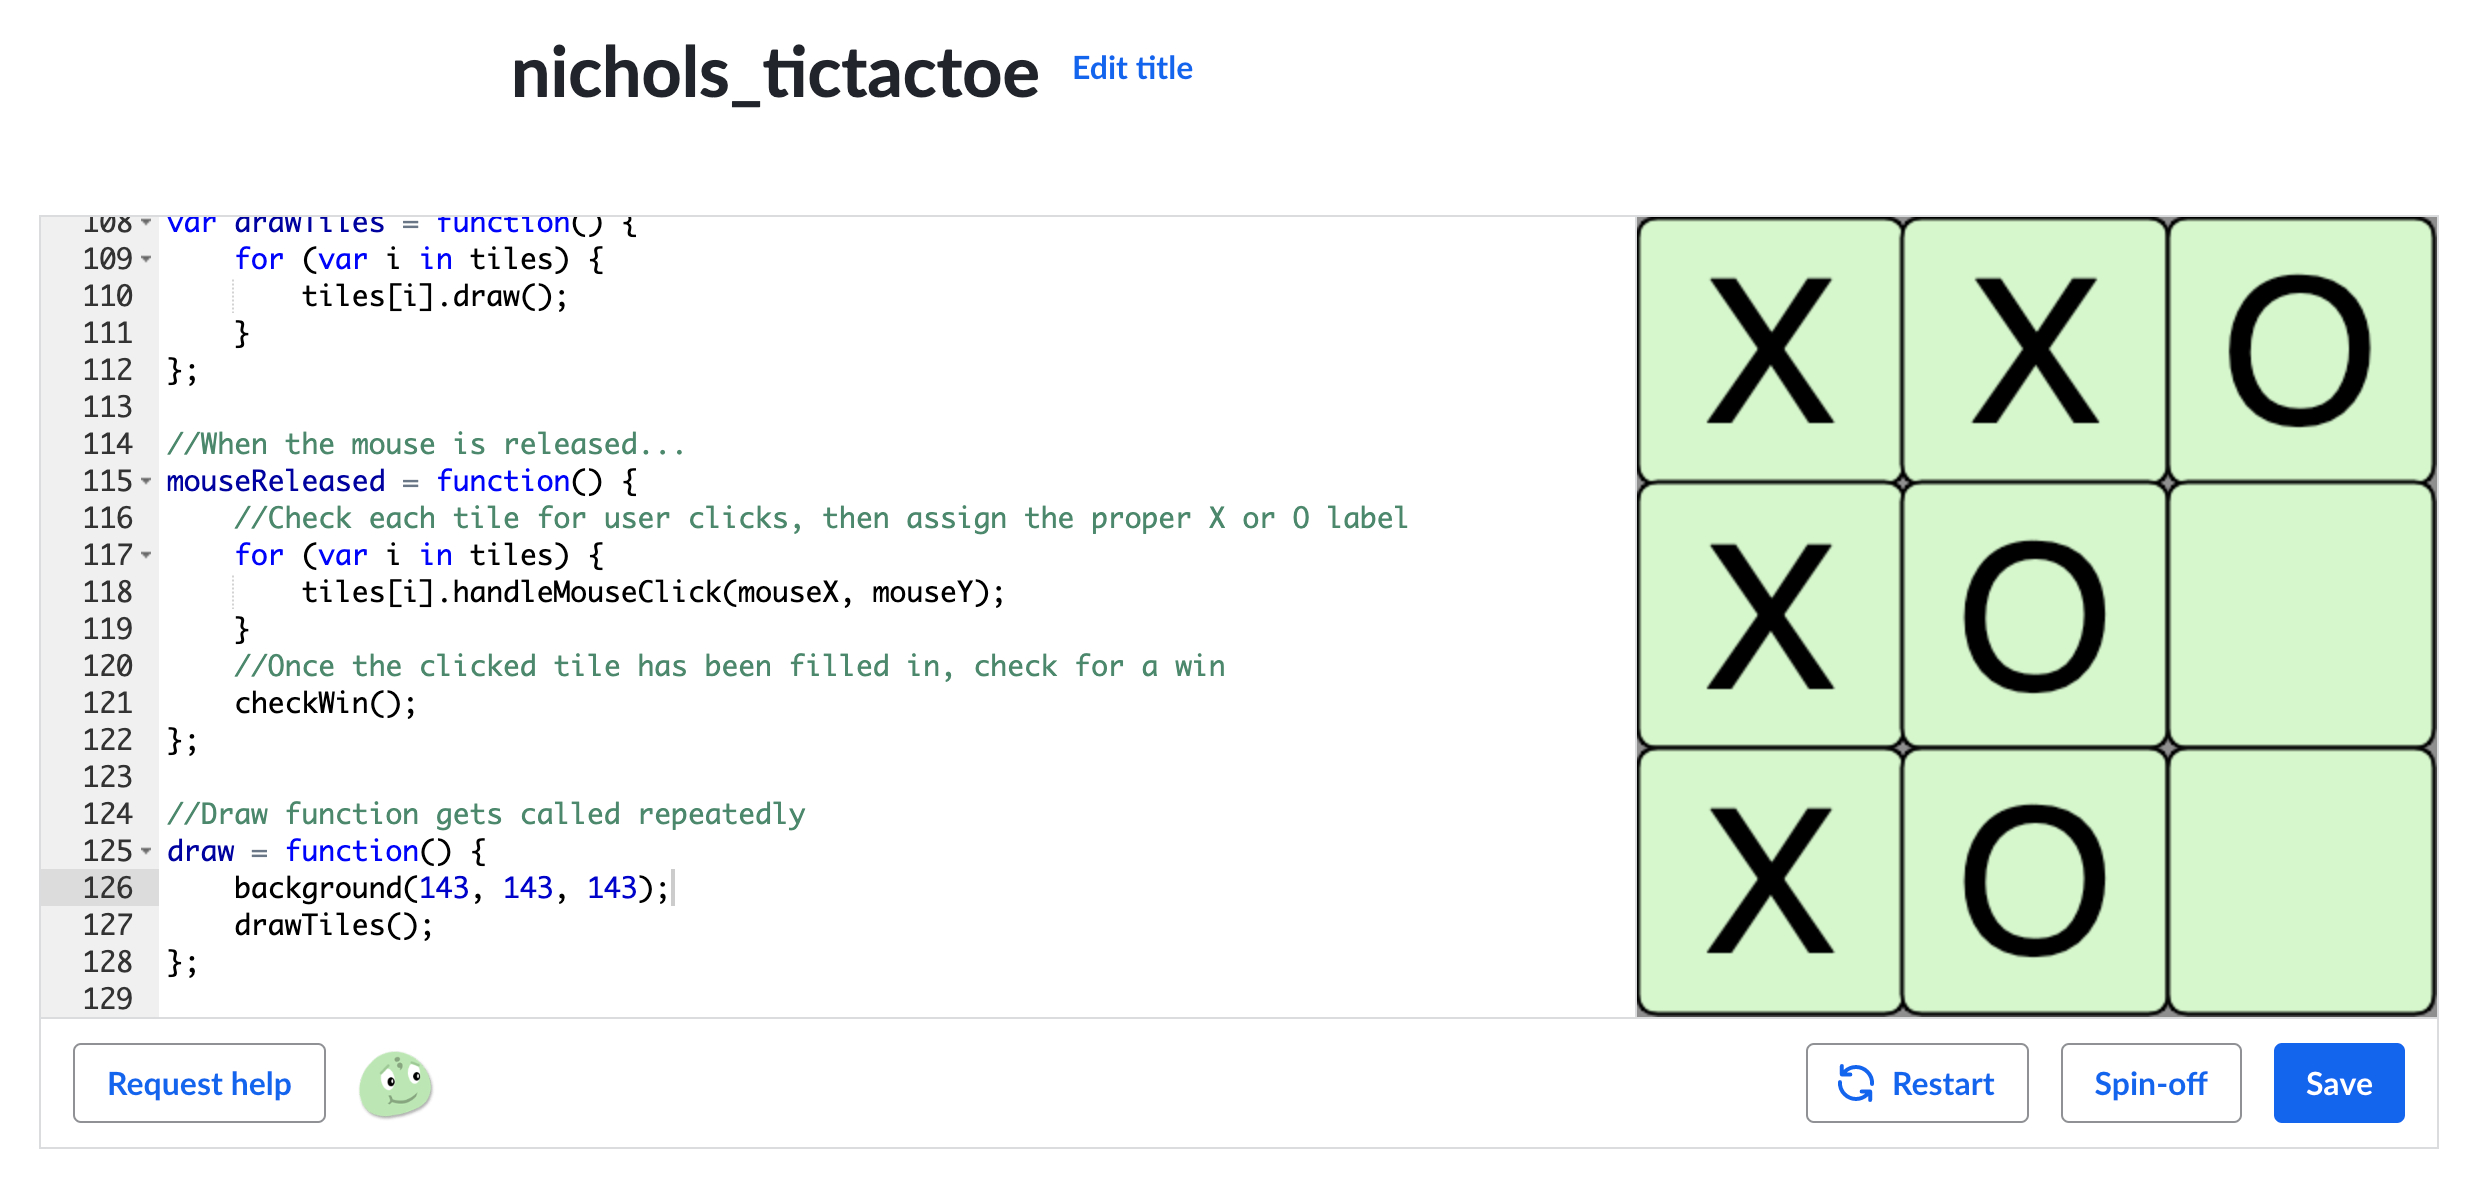 nichols_tictactoe Edit title
108 var drawTiles = function() {
109     for (var i in tiles) {
110         tiles[i].draw();
111     }
112 };
113
114 //When the mouse is released...
115 mouseReleased = function() {
116     //Check each tile for user clicks, then assign the proper X or O label
117     for (var i in tiles) {
118         tiles[i].handleMouseClick(mouseX, mouseY);
119     }
120     //Once the clicked tile has been filled in, check for a win
121     checkWin();
122 };
123
124 //Draw function gets called repeatedly
125 draw = function() {
126     background(143, 143, 143);
127     drawTiles();
128 };
129
X X O
X O
X O
Request help Restart Spin-off Save